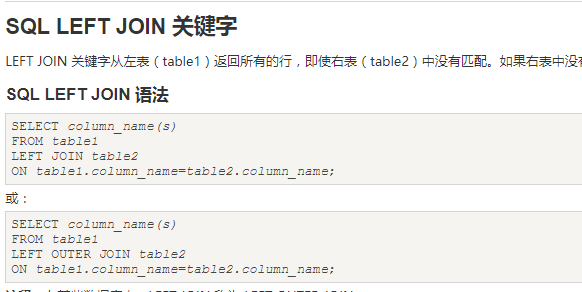 SQL LEFT JOIN 关键字
LEFT JOIN 关键字从左表（table1）返回所有的行，即使右表（table2）中没有匹配。如果右表中没
SQL LEFT JOIN 语法
SELECT column_name(s)
FROM table1
LEFT JOIN table2
ON table1.column_name=table2.column_name;
或：
SELECT column_name(s)
FROM table1
LEFT OUTER JOIN table2
ON table1.column_name=table2.column_name;